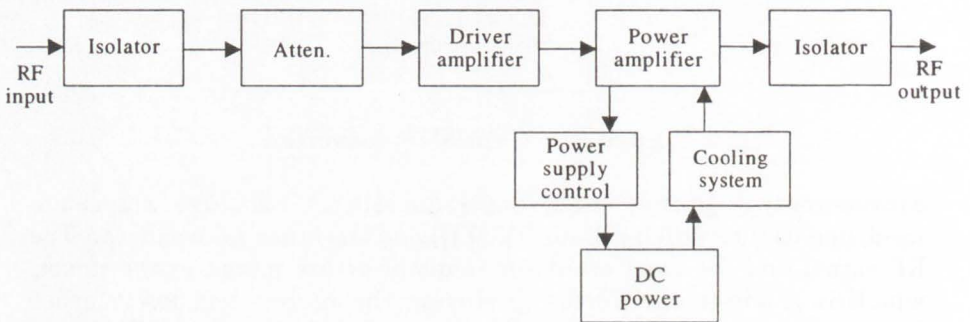 Isolator
Atten.
Driver
amplifier
Power
amplifier
Isolator
RF
input
RF
output
Power
supply
control
Cooling
system
DC
power